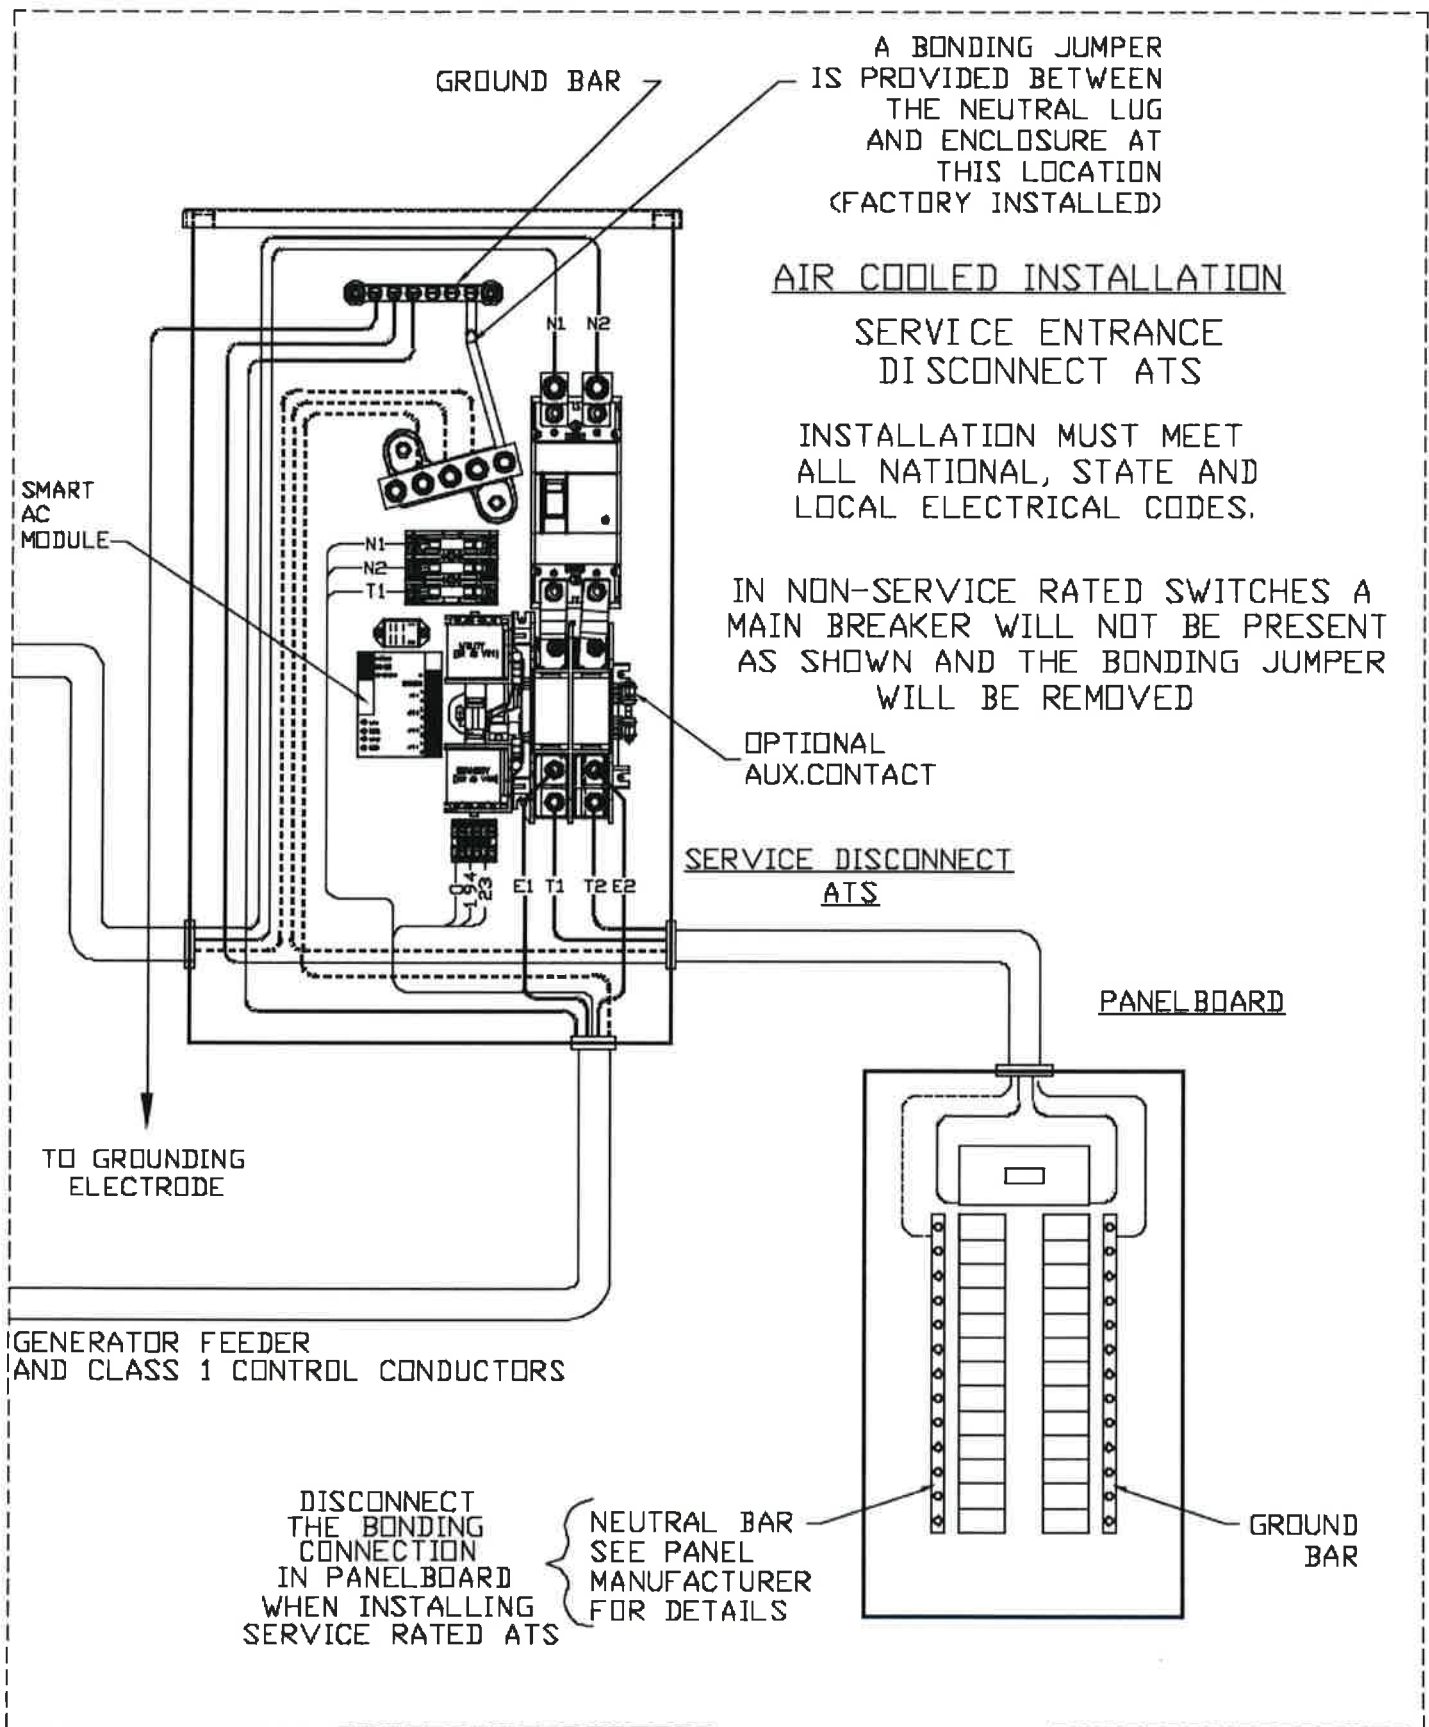 GROUND BAR
A BONDING JUMPER
IS PROVIDED BETWEEN
THE NEUTRAL LUG
AND ENCLOSURE AT
THIS LOCATION
(FACTORY INSTALLED)
AIR COOLED INSTALLATION
SERVICE ENTRANCE
DISCONNECT ATS
INSTALLATION MUST MEET
ALL NATIONAL, STATE AND
LOCAL ELECTRICAL CODES.
IN NON-SERVICE RATED SWITCHES A
MAIN BREAKER WILL NOT BE PRESENT
AS SHOWN AND THE BONDING JUMPER
WILL BE REMOVED
N1 N2
SMART
AC
MODULE
N1
N2
T1
OPTIONAL
AUX.CONTACT
SERVICE DISCONNECT
ATS
0
194
23
E1 T1 T2 E2
PANELBOARD
TO GROUNDING
ELECTRODE
GENERATOR FEEDER
AND CLASS 1 CONTROL CONDUCTORS
DISCONNECT
THE BONDING
CONNECTION
IN PANELBOARD
WHEN INSTALLING
SERVICE RATED ATS
NEUTRAL BAR
SEE PANEL
MANUFACTURER
FOR DETAILS
GROUND
BAR